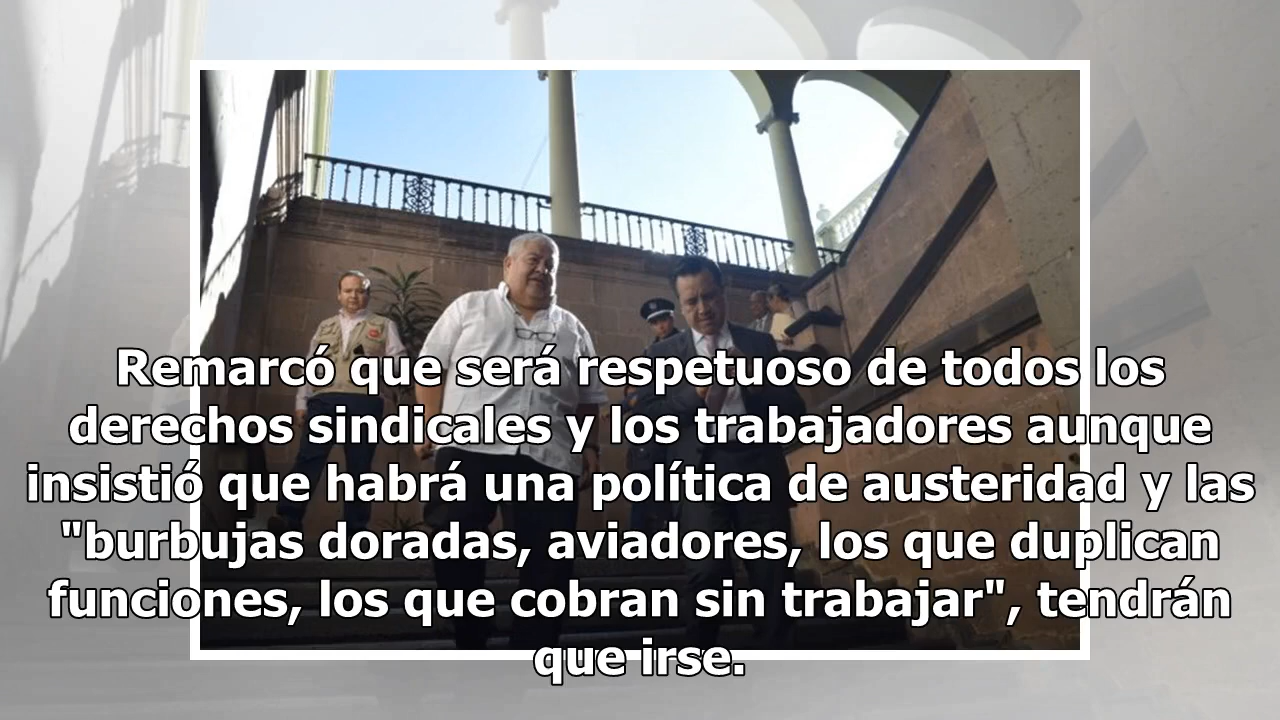 Remarcó que será respetuoso de todos los
derechos sindicales y los trabajadores aunque
insistió que habrá una política de austeridad y las
"burbujas doradas, aviadores, los que duplican
funciones, los que cobran sin trabajar", tendrán
que irse.